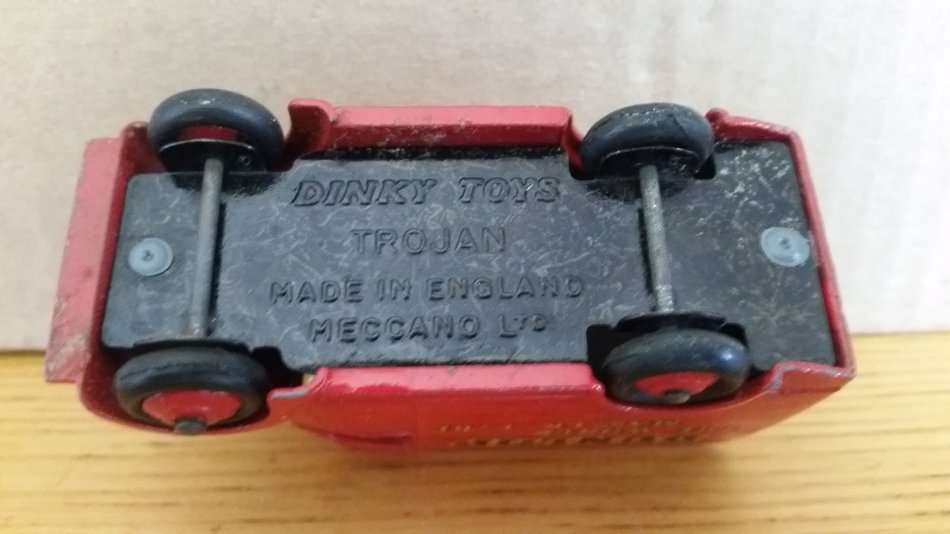 DINKY TOYS
TROJAN
MADE IN ENGLAND
MECCANO LTD